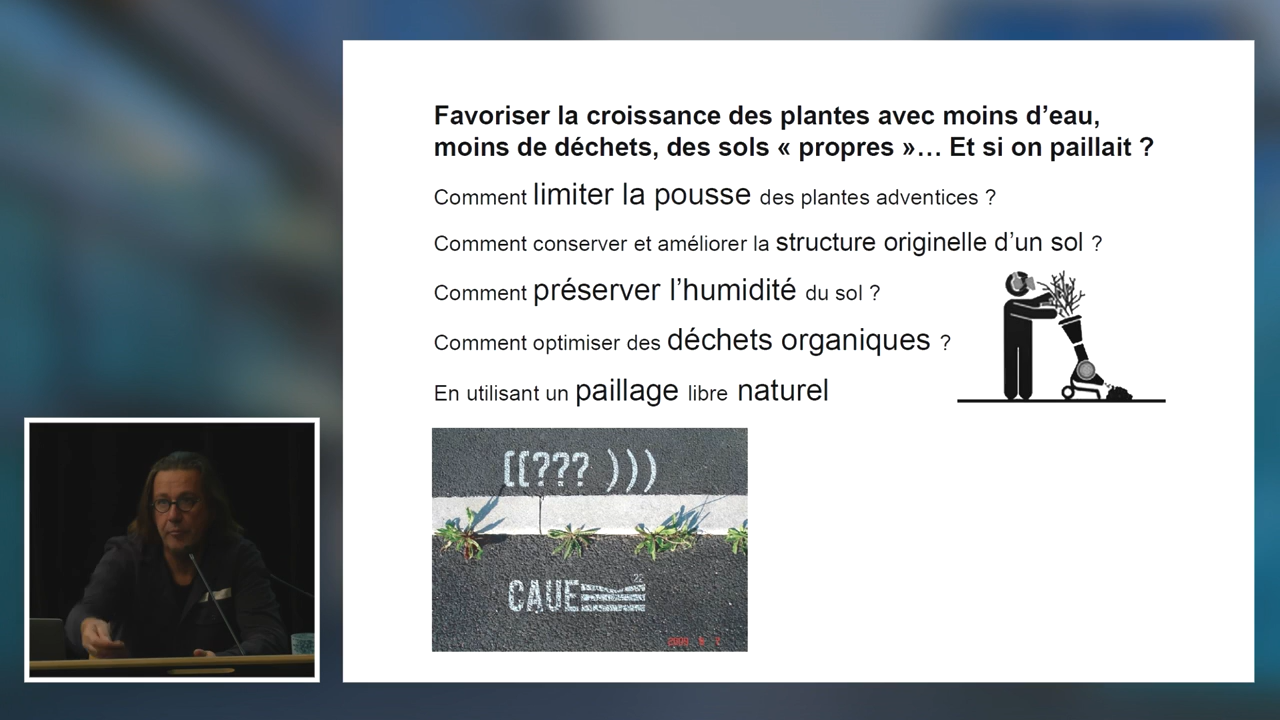 Favoriser la croissance des plantes avec moins d’eau,
moins de déchets, des sols « propres »… Et si on paillait ?
Comment limiter la pousse des plantes adventices ?
Comment conserver et améliorer la structure originelle d’un sol ?
Comment préserver l’humidité du sol ?
Comment optimiser des déchets organiques ?
En utilisant un paillage libre naturel
((??? )))
CAUE 22